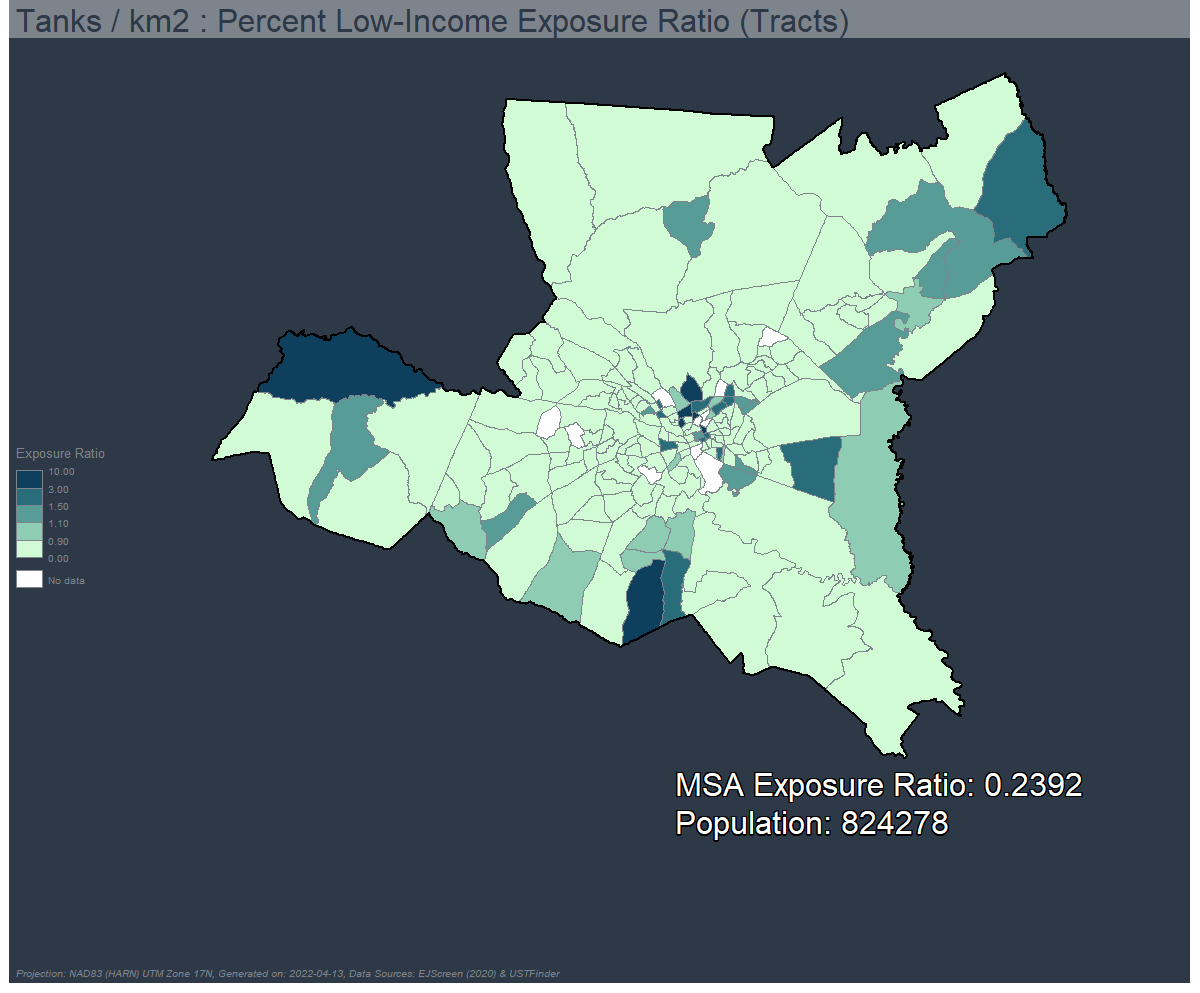 Tanks / km2 : Percent Low-Income Exposure Ratio (Tracts)
Exposure Ratio
10.00
3.00
1.50
1.10
0.90
0.00
No data
MSA Exposure Ratio: 0.2392
Population: 824278
Projection: NAD83 (HARN) UTM Zone 17N, Generated on: 2022-04-13, Data Sources: EJScreen (2020) & USTFinder